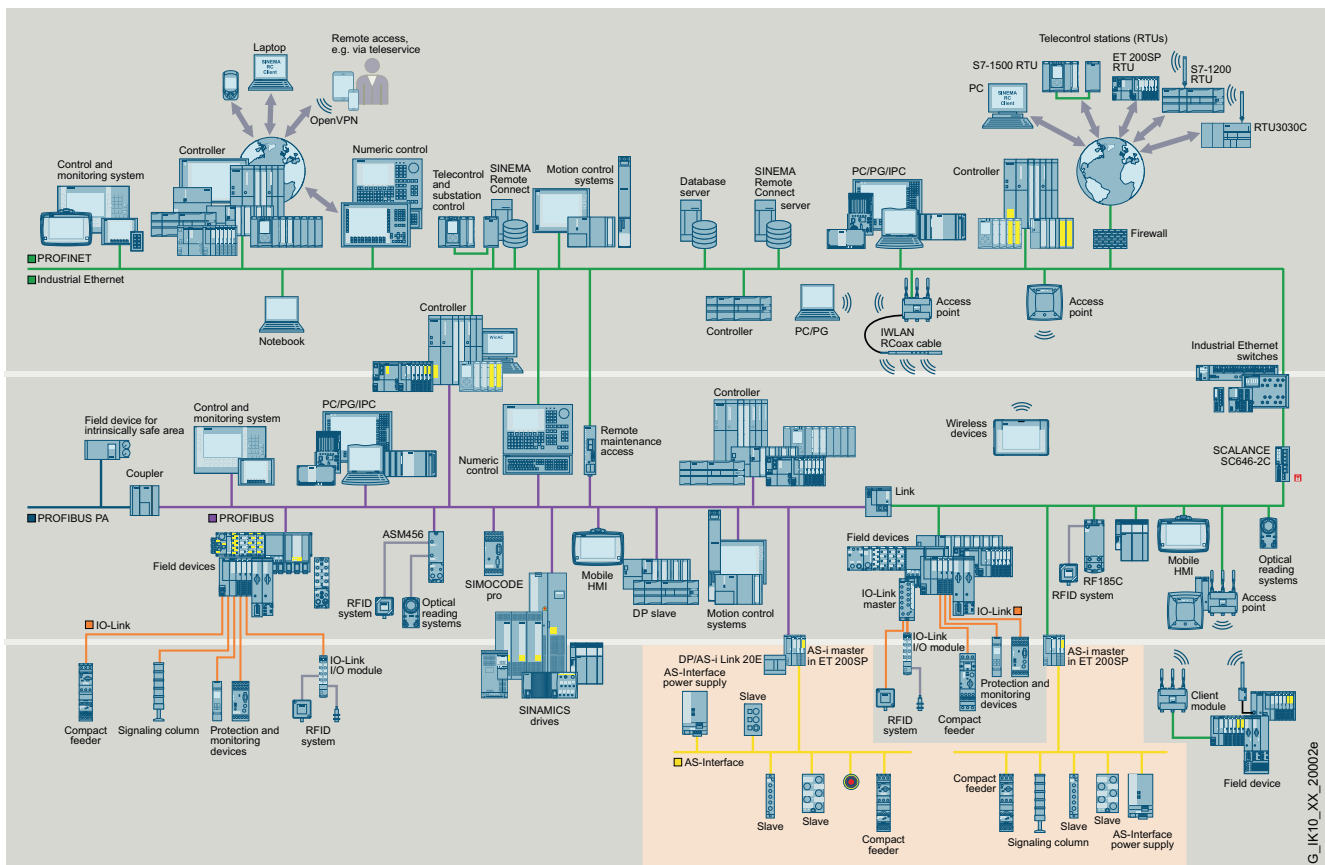 Remote access,
e.g. via teleservice
Laptop
SINEMA
RC
Client
OpenVPN
Telecontrol stations (RTUs)
ET 200SP
RTU
S7-1500 RTU
S7-1200
RTU
PC
SINEMA
RC
Client
RTU3030C
Control and
monitoring system
Controller
Numeric control
Telecontrol
and
substation
control
SINEMA
Remote
Connect
Motion control
systems
Database
server
SINEMA
Remote
Connect
server
PC/PG/IPC
Controller
Firewall
PROFINET
Industrial Ethernet
Notebook
Controller
WinAC
Controller
PC/PG
Access
point
IWLAN
RCoax cable
Access
point
Industrial Ethernet
switches
Field device for
intrinsically safe area
Control and
monitoring system
PC/PG/IPC
Numeric
control
Remote
maintenance
access
Controller
Wireless
devices
SCALANCE
SC646-2C
Coupler
Link
PROFIBUS PA
PROFIBUS
Field devices
ASM456
RFID
system
Optical
reading
systems
SIMOCODE
pro
Mobile
HMI
DP slave
Motion control
systems
Field devices
IO-Link
master
IO-Link
RF185C
RFID system
Mobile
HMI
Access
point
Optical
reading
systems
IO-Link
IO-Link
I/O module
Compact
feeder
Signaling column
Protection and
monitoring
devices
RFID
system
SINAMICS
drives
DP/AS-i Link 20E
AS-i master
in ET 200SP
AS-Interface
power supply
Slave
IO-Link
I/O module
RFID
system
Compact
feeder
Protection and
monitoring
devices
AS-i master
in ET 200SP
Client
module
Field device
AS-Interface
Slave
Slave
Compact
feeder
Compact
feeder
Signaling column
Slave
Slave
AS-Interface
power supply
G_IK10_XX_20002e